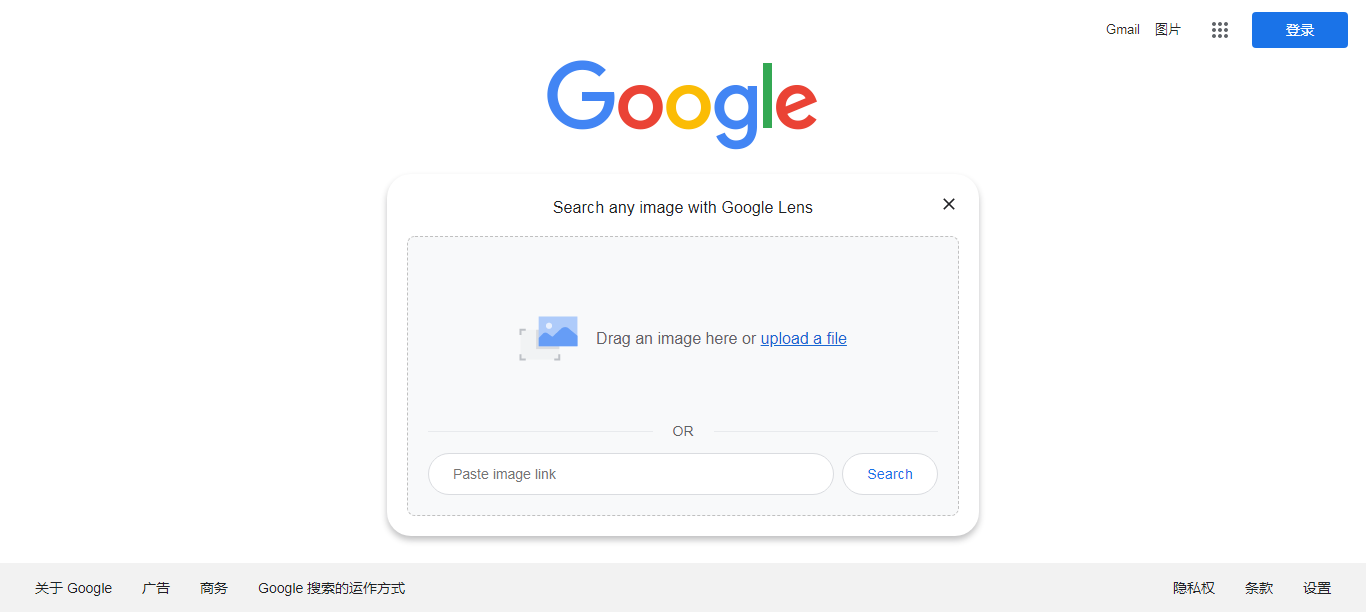 Gmail 图片 登录
Google
Search any image with Google Lens
Drag an image here or upload a file
OR
Paste image link Search
关于 Google 广告 商务 Google 搜索的运作方式 隐私权 条款 设置